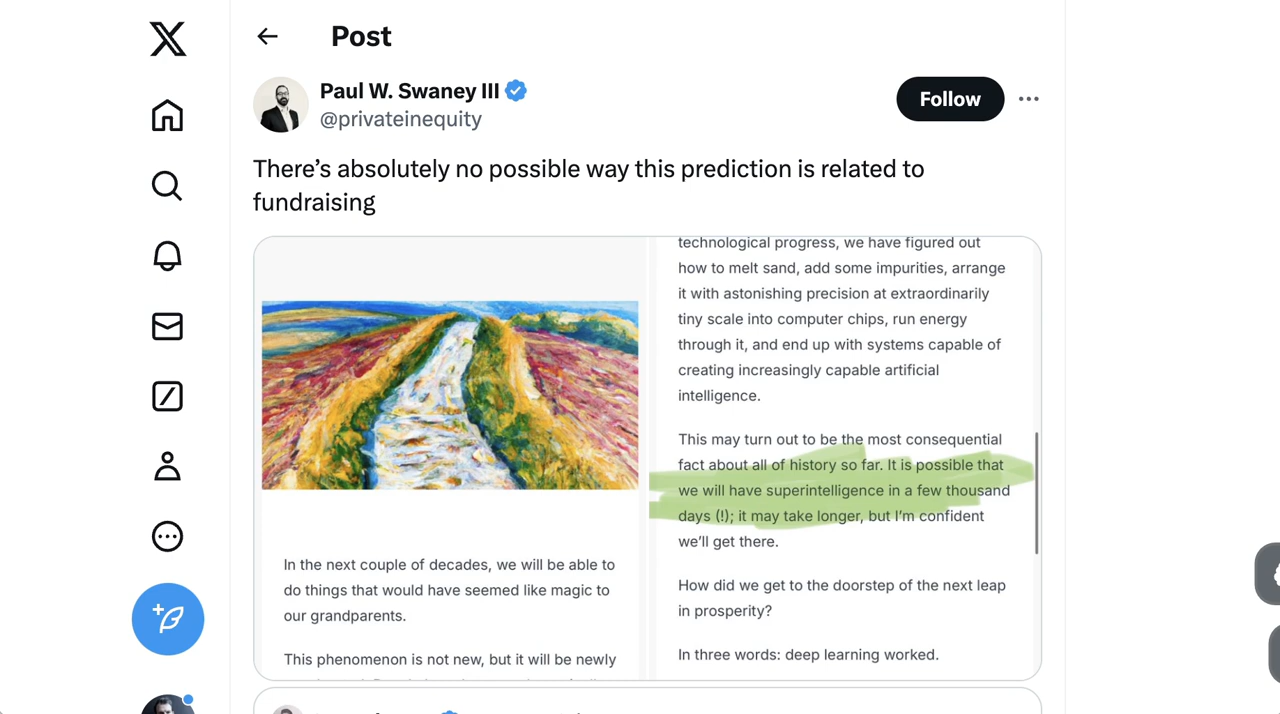 Post
Paul W. Swaney III
@privateinequity
Follow
There’s absolutely no possible way this prediction is related to
fundraising
In the next couple of decades, we will be able to
do things that would have seemed like magic to
our grandparents.
This phenomenon is not new, but it will be newly
technological progress, we have figured out
how to melt sand, add some impurities, arrange
it with astonishing precision at extraordinarily
tiny scale into computer chips, run energy
through it, and end up with systems capable of
creating increasingly capable artificial
intelligence.
This may turn out to be the most consequential
fact about all of history so far. It is possible that
we will have superintelligence in a few thousand
days (!); it may take longer, but I’m confident
we’ll get there.
How did we get to the doorstep of the next leap
in prosperity?
In three words: deep learning worked.